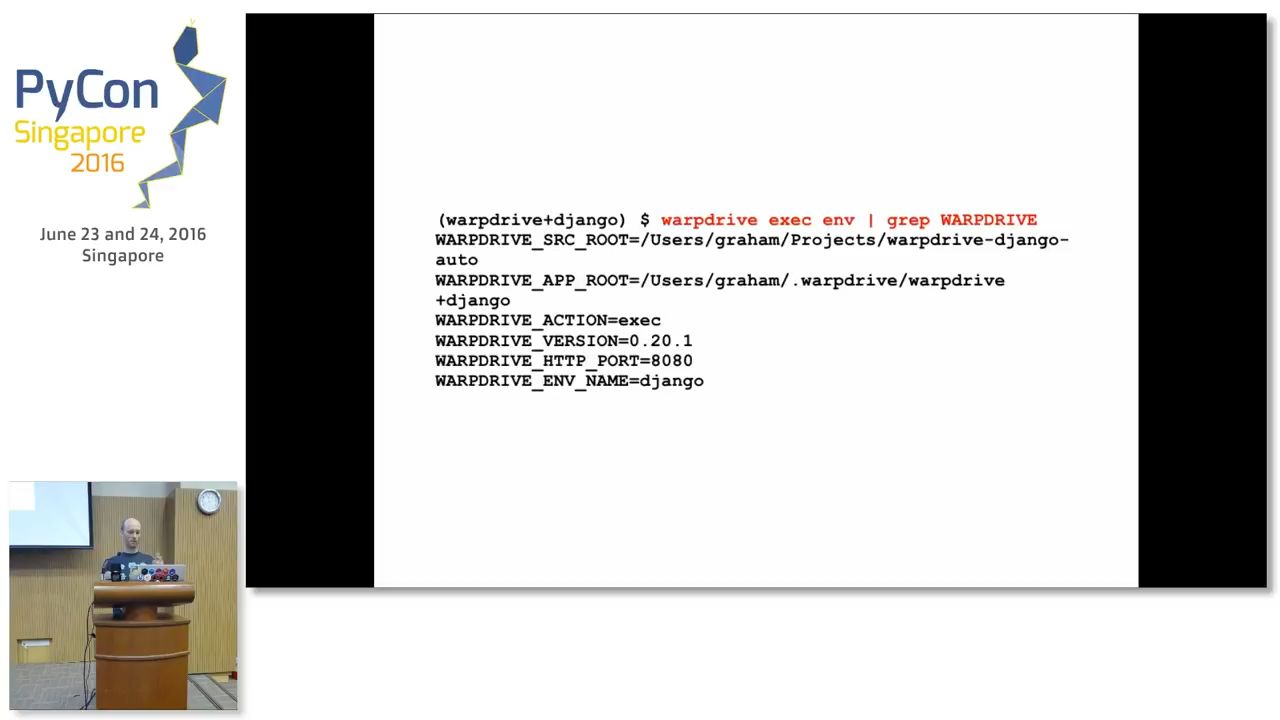 PyCon
Singapore
2016
June 23 and 24, 2016
Singapore
(warpdrive+django) $ warpdrive exec env | grep WARPDRIVE
WARPDRIVE_SRC_ROOT=/Users/graham/Projects/warpdrive-django-
auto
WARPDRIVE_APP_ROOT=/Users/graham/.warpdrive/warpdrive
+django
WARPDRIVE_ACTION=exec
WARPDRIVE_VERSION=0.20.1
WARPDRIVE_HTTP_PORT=8080
WARPDRIVE_ENV_NAME=django